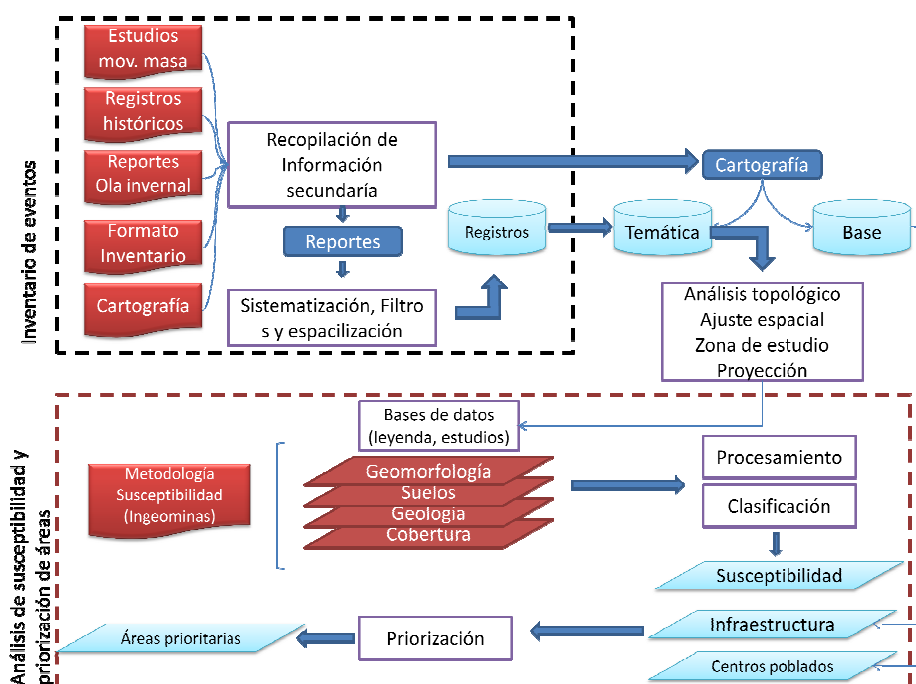 Inventario de eventos
Estudios
mov. masa
Registros
históricos
Reportes
Ola invernal
Formato
Inventario
Cartografía
Recopilación de
Información
secundaría
Reportes
Sistematización, Filtro
s y espacilización
Registros
Cartografía
Temática
Base
Análisis topológico
Ajuste espacial
Zona de estudio
Proyección
Análisis de susceptibilidad y
priorización de áreas
Bases de datos
(leyenda, estudios)
Metodología
Susceptibilidad
(Ingeominas)
Geomorfología
Suelos
Geología
Cobertura
Procesamiento
Clasificación
Susceptibilidad
Infraestructura
Centros poblados
Priorización
Áreas prioritarias